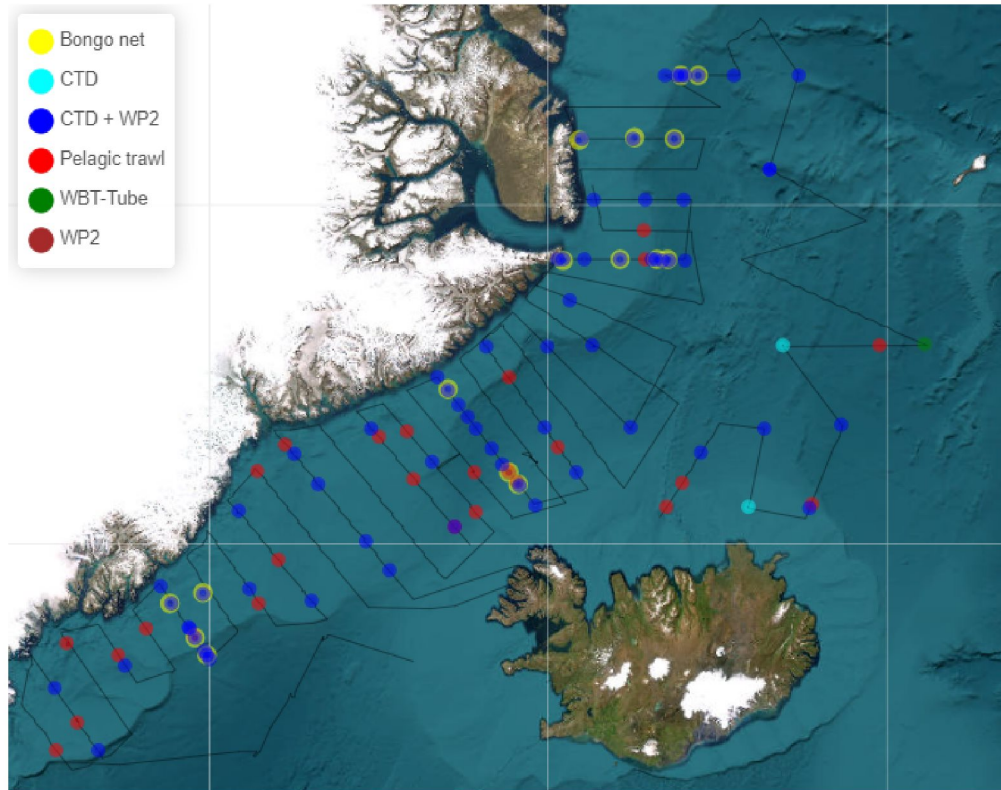 Bongo net
CTD
CTD + WP2
Pelagic trawl
WBT-Tube
WP2